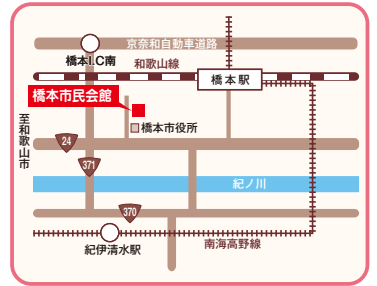 京奈和自動車道路
橋本I.C南
和歌山線
橋本駅
橋本市民会館
橋本市役所
至和歌山市
24
371
紀ノ川
370
紀伊清水駅
南海高野線